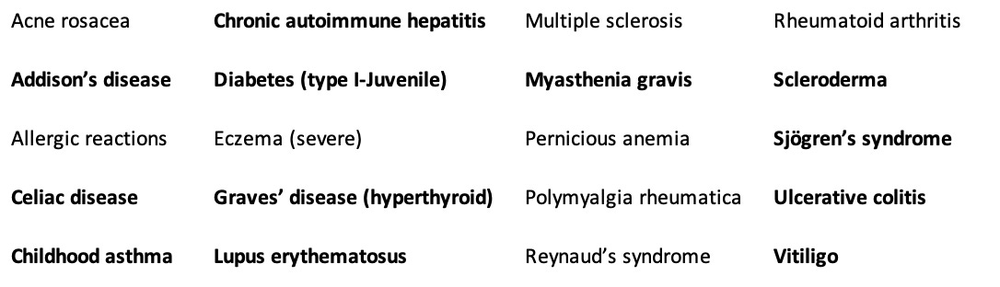 Acne rosacea Chronic autoimmune hepatitis Multiple sclerosis Rheumatoid arthritis
Addison’s disease Diabetes (type I-Juvenile) Myasthenia gravis Scleroderma
Allergic reactions Eczema (severe) Pernicious anemia Sjögren’s syndrome
Celiac disease Graves’ disease (hyperthyroid) Polymyalgia rheumatica Ulcerative colitis
Childhood asthma Lupus erythematosus Reynaud’s syndrome Vitiligo